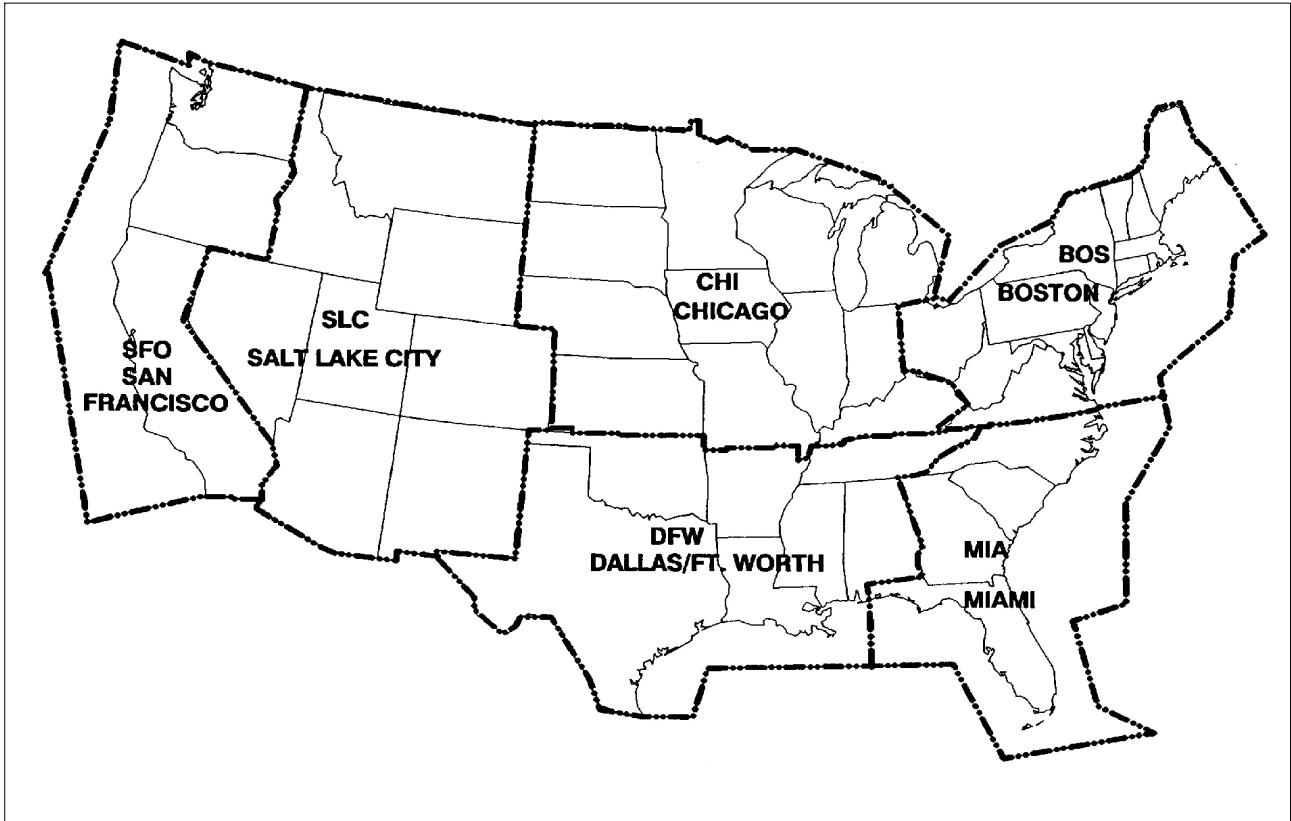 SFO
SAN
FRANCISCO
SLC
SALT LAKE CITY
CHI
CHICAGO
BOS
BOSTON
DFW
DALLAS/FT. WORTH
MIA
MIAMI